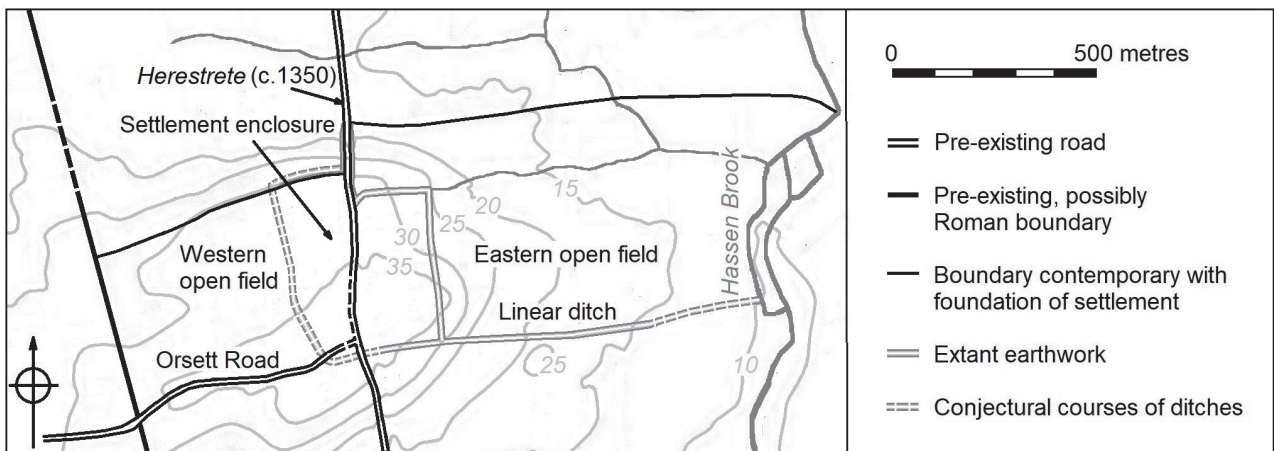 Herestrete (c.1350)
Settlement enclosure
Western
open field
Eastern open field
Linear ditch
Orsett Road
Hassen Brook
15
20
25
30
35
25
10
0 500 metres
Pre-existing road
Pre-existing, possibly
Roman boundary
Boundary contemporary with
foundation of settlement
Extant earthwork
Conjectural courses of ditches